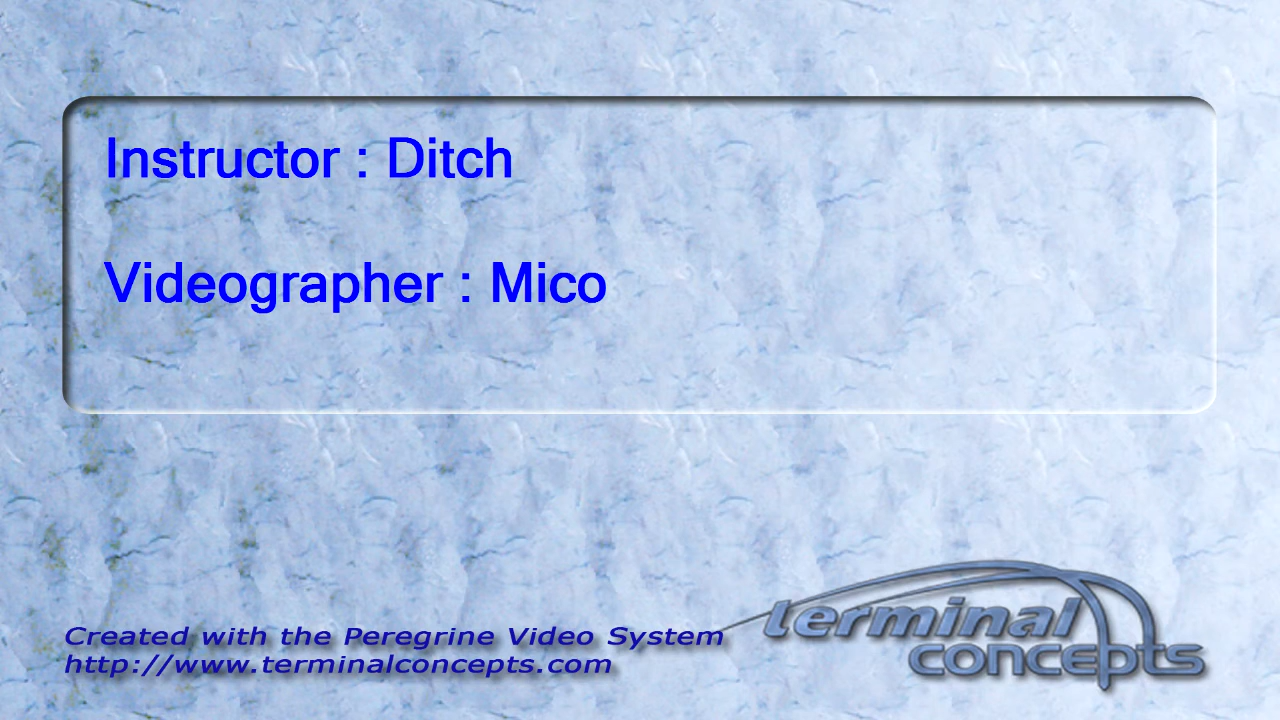 Instructor : Ditch
Videographer : Mico
Created with the Peregrine Video System
http://www.terminalconcepts.com
terminal
concepts